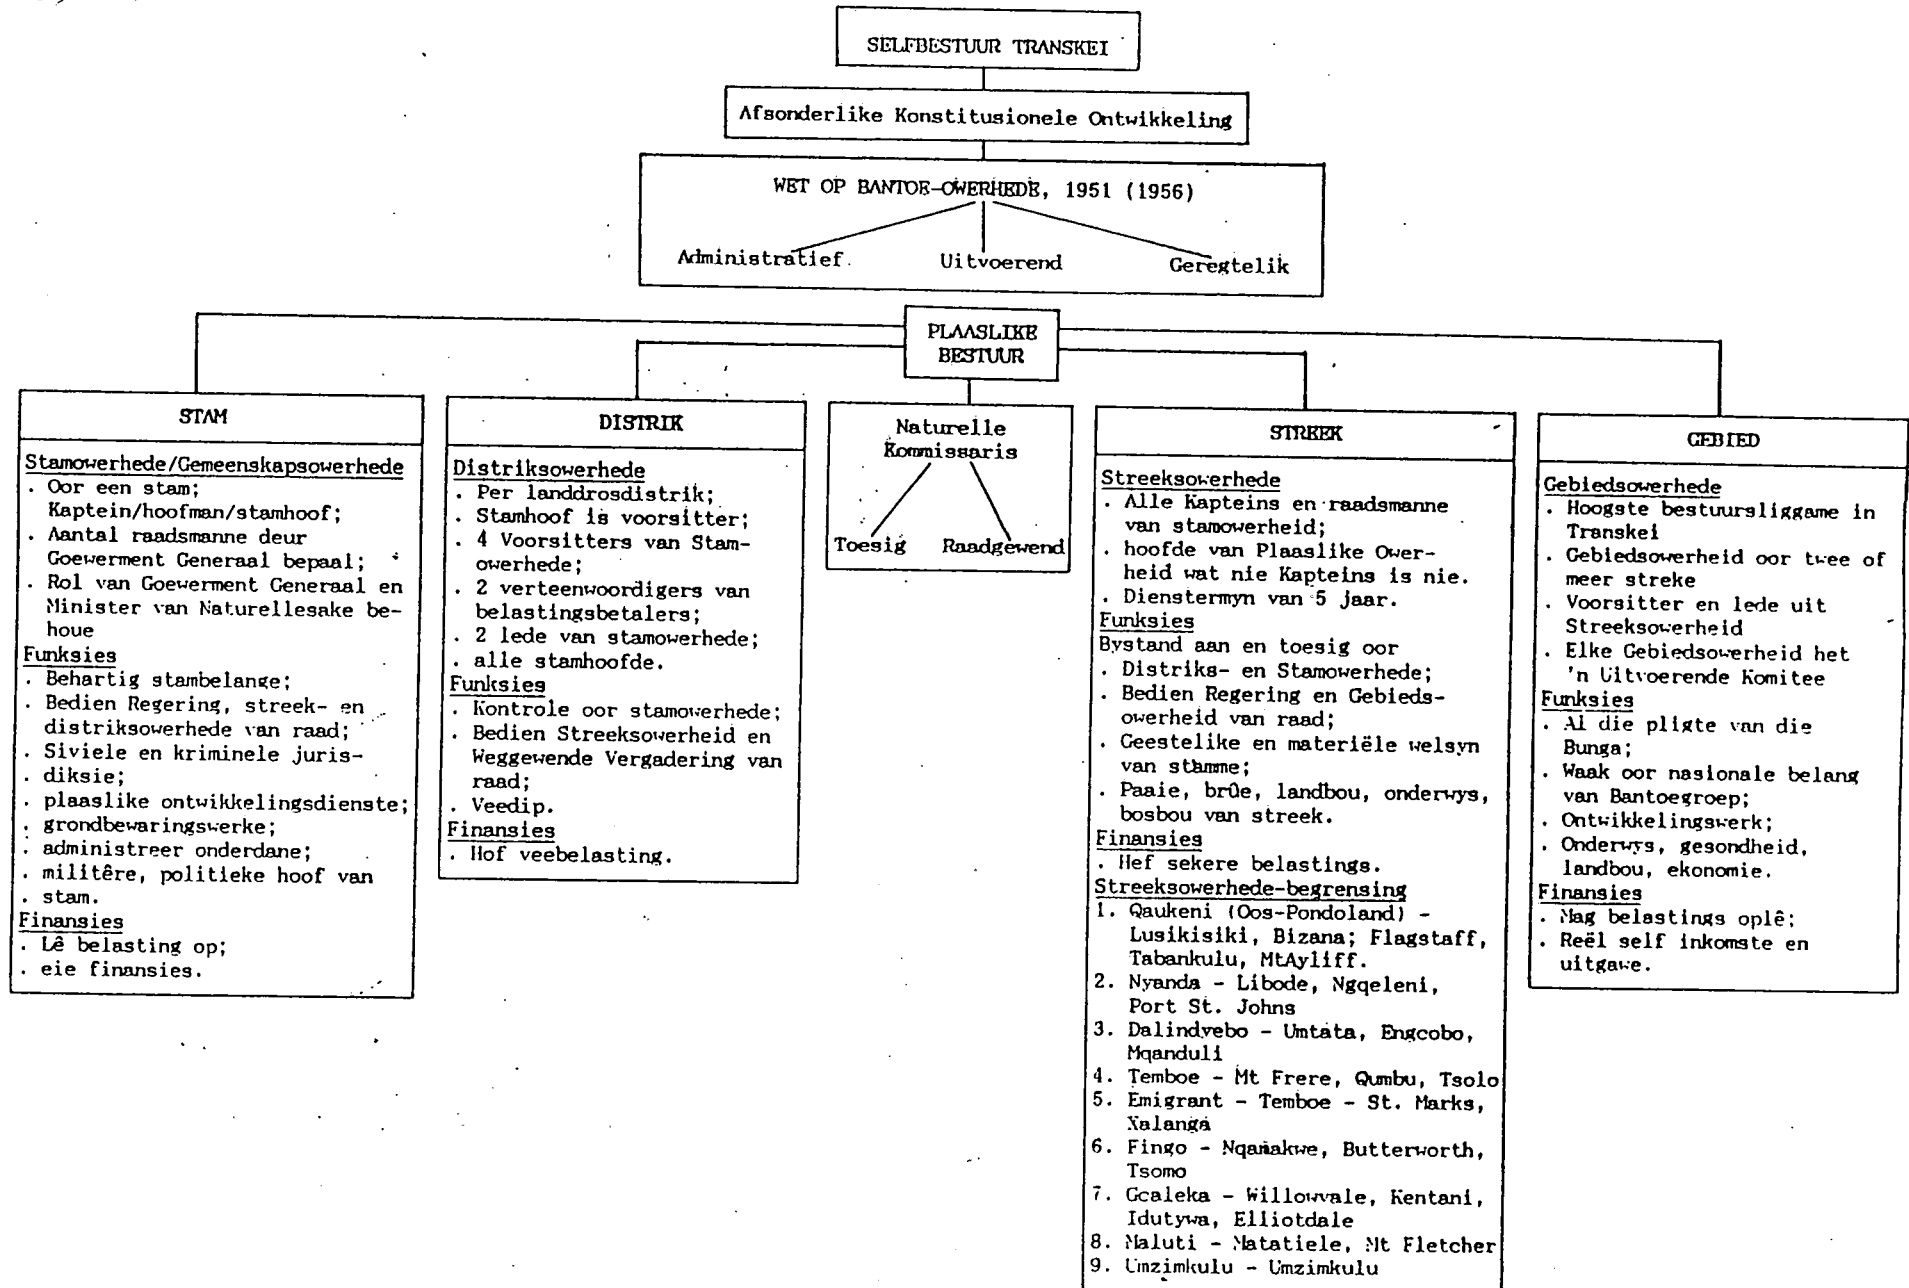 SELFBESTUUR TRANSKEI
Afsonderlike Konstitusionele Ontwikkeling
WET OP BANTOE-OWERHEDE, 1951 (1956)
Administratief
Uitvoerend
Geregtelik
PLAASLIKE
BESTUUR
STAM
Stamowerhede/Gemeenskapsowerhede
. Oor een stam;
Kaptein/hoofman/stamhoof;
. Aantal raadsmanne deur
Goewerment Generaal bepaal;
. Rol van Goewerment Generaal en
Minister van Naturellesake be-
houe
Funksies
. Behartig stambelange;
. Bedien Regering, streek- en
distriksowerhede van raad;
. Siviele en kriminele juris-
. diksie;
. plaaslike ontwikkelingsdienste;
. grondbewaringswerke;
. administreer onderdane;
. militêre, politieke hoof van
. stam.
Finansies
. Lê belasting op;
. eie finansies.
DISTRIK
Distriksowerhede
. Per landdrosdistrik;
. Stamhoof is voorsitter;
. 4 Voorsitters van Stam-
owerhede;
. 2 verteenwoordigers van
belastingsbetalers;
. 2 lede van stamowerhede;
. alle stamhoofde.
Funksies
. Kontrole oor stamowerhede;
. Bedien Streeksowerheid en
Weggewende Vergadering van
raad;
. Veedip.
Finansies
. Hof veebelasting.
Naturelle
Kommissaris
Toesig
Raadgewend
STREEK
Streeksowerhede
. Alle Kapteins en raadsmanne
van stamowerheid;
. hoofde van Plaaslike Ower-
heid wat nie Kapteins is nie.
. Dienstermyn van 5 jaar.
Funksies
Bystand aan en toesig oor
. Distriks- en Stamowerhede;
. Bedien Regering en Gebieds-
owerheid van raad;
. Geestelike en materiële welsyn
van stamme;
. Paaie, brûe, landbou, onderwys,
bosbou van streek.
Finansies
. Hef sekere belastings.
Streeksowerhede-begrensing
1. Qaukeni (Oos-Pondoland) -
Lusikisiki, Bizana; Flagstaff,
Tabankulu, MtAyliff.
2. Nyanda - Libode, Ngqeleni,
Port St. Johns
3. Dalindyebo - Umtata, Engcobo,
Mqanduli
4. Temboe - Mt Frere, Qumbu, Tsolo
5. Emigrant - Temboe - St. Marks,
Xalanga
6. Fingo - Nqamakwe, Butterworth,
Tsomo
7. Gcaleka - Willowvale, Kentani,
Idutywa, Elliotdale
8. Maluti - Matatiele, Mt Fletcher
9. Umzimkulu - Umzimkulu
GEBIED
Gebiedsowerhede
. Hoogste bestuursliggame in
Transkei
. Gebiedsowerheid oor twee of
meer streke
. Voorsitter en lede uit
Streeksowerheid
. Elke Gebiedsowerheid het
'n Uitvoerende Komitee
Funksies
. Al die pligte van die
Bunga;
. Waak oor nasionale belang
van Bantoegroep;
. Ontwikkelingswerk;
. Onderwys, gesondheid,
landbou, ekonomie.
Finansies
. Mag belastings oplê;
. Reël self inkomste en
uitgawe.